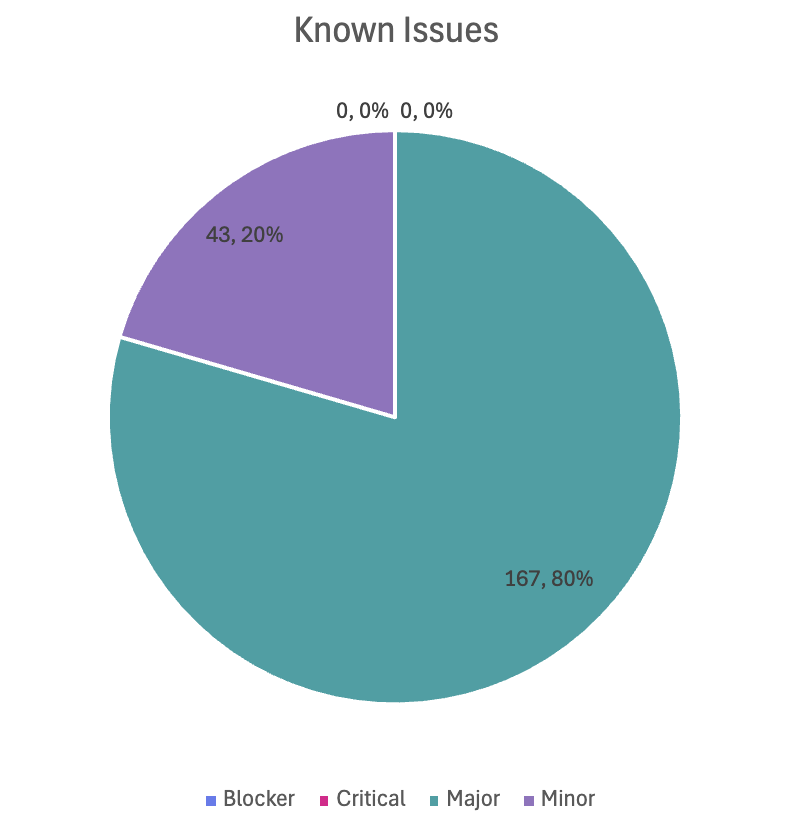 Known Issues
0, 0% 0, 0%
43, 20%
167, 80%
Blocker Critical Major Minor